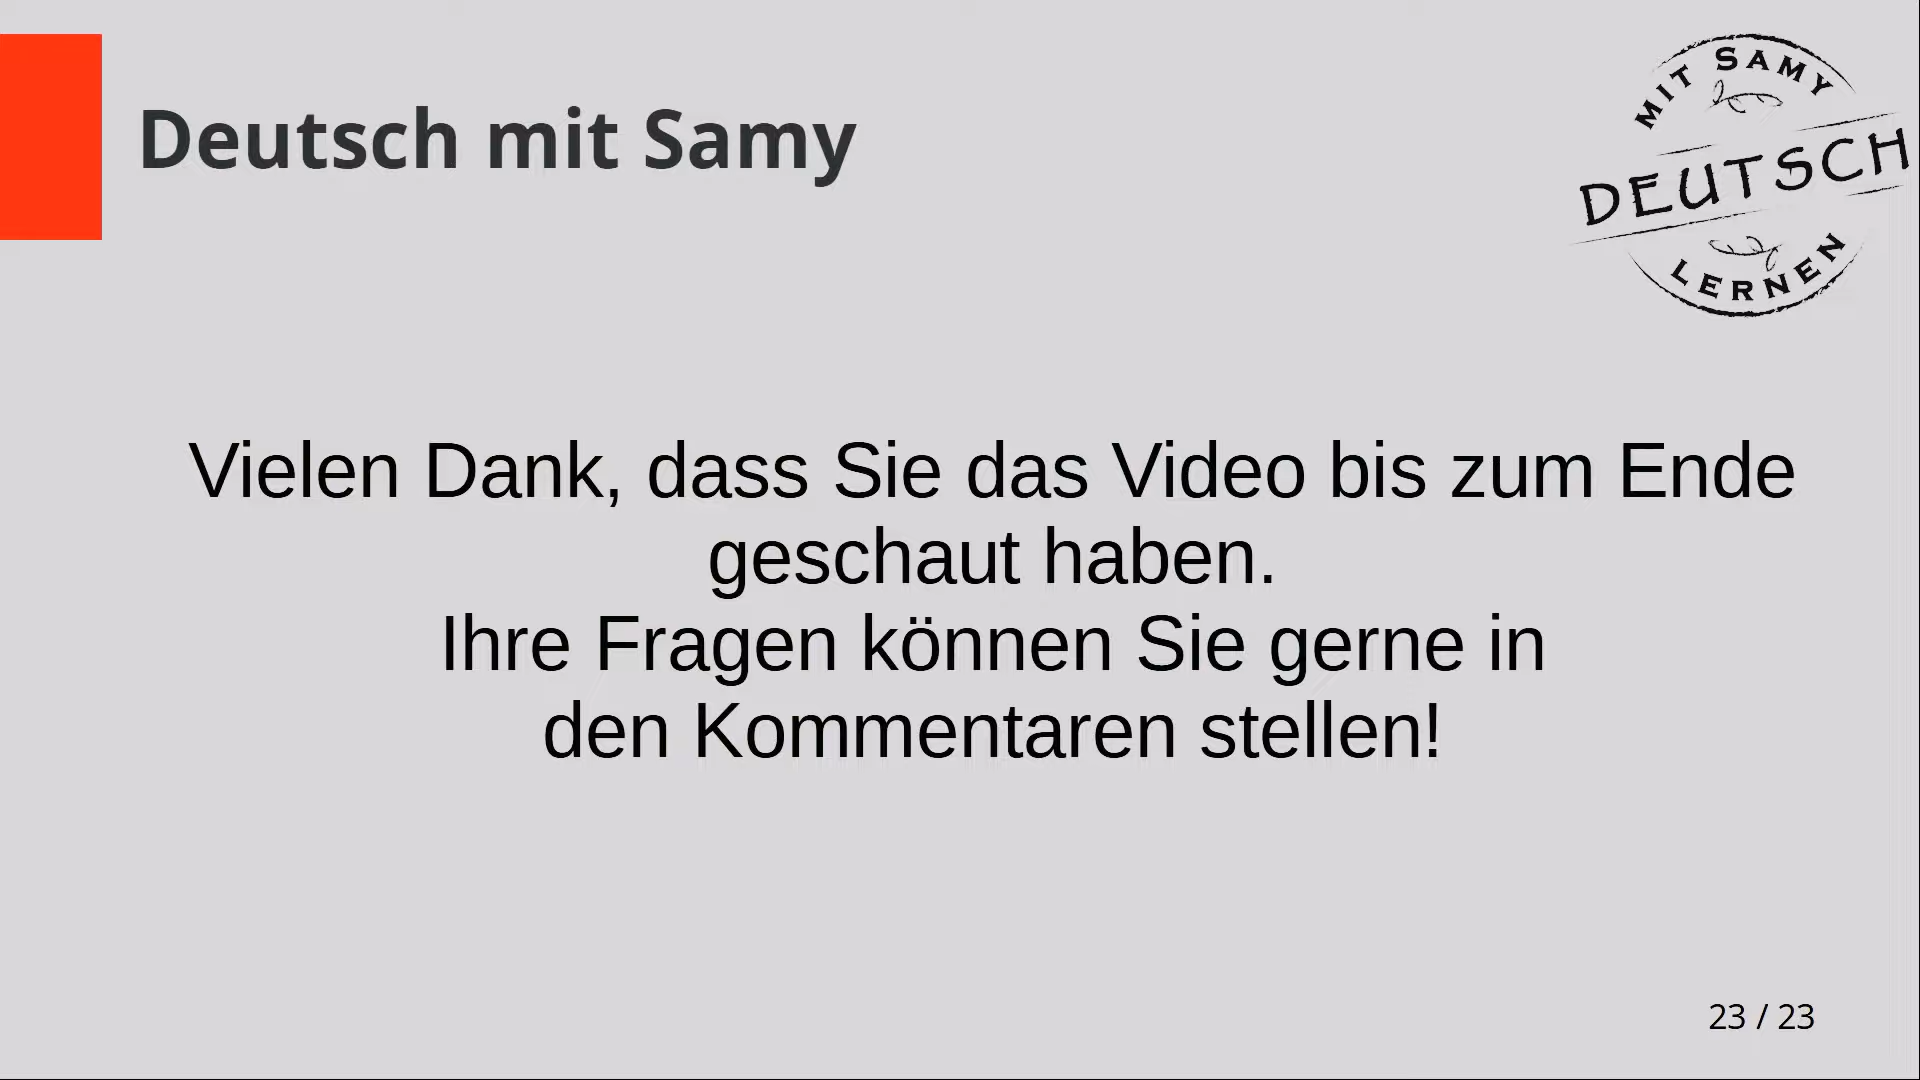 Deutsch mit Samy
MIT SAMY
DEUTSCH
LERNEN
Vielen Dank, dass Sie das Video bis zum Ende
geschaut haben.
Ihre Fragen können Sie gerne in
den Kommentaren stellen!
23 / 23